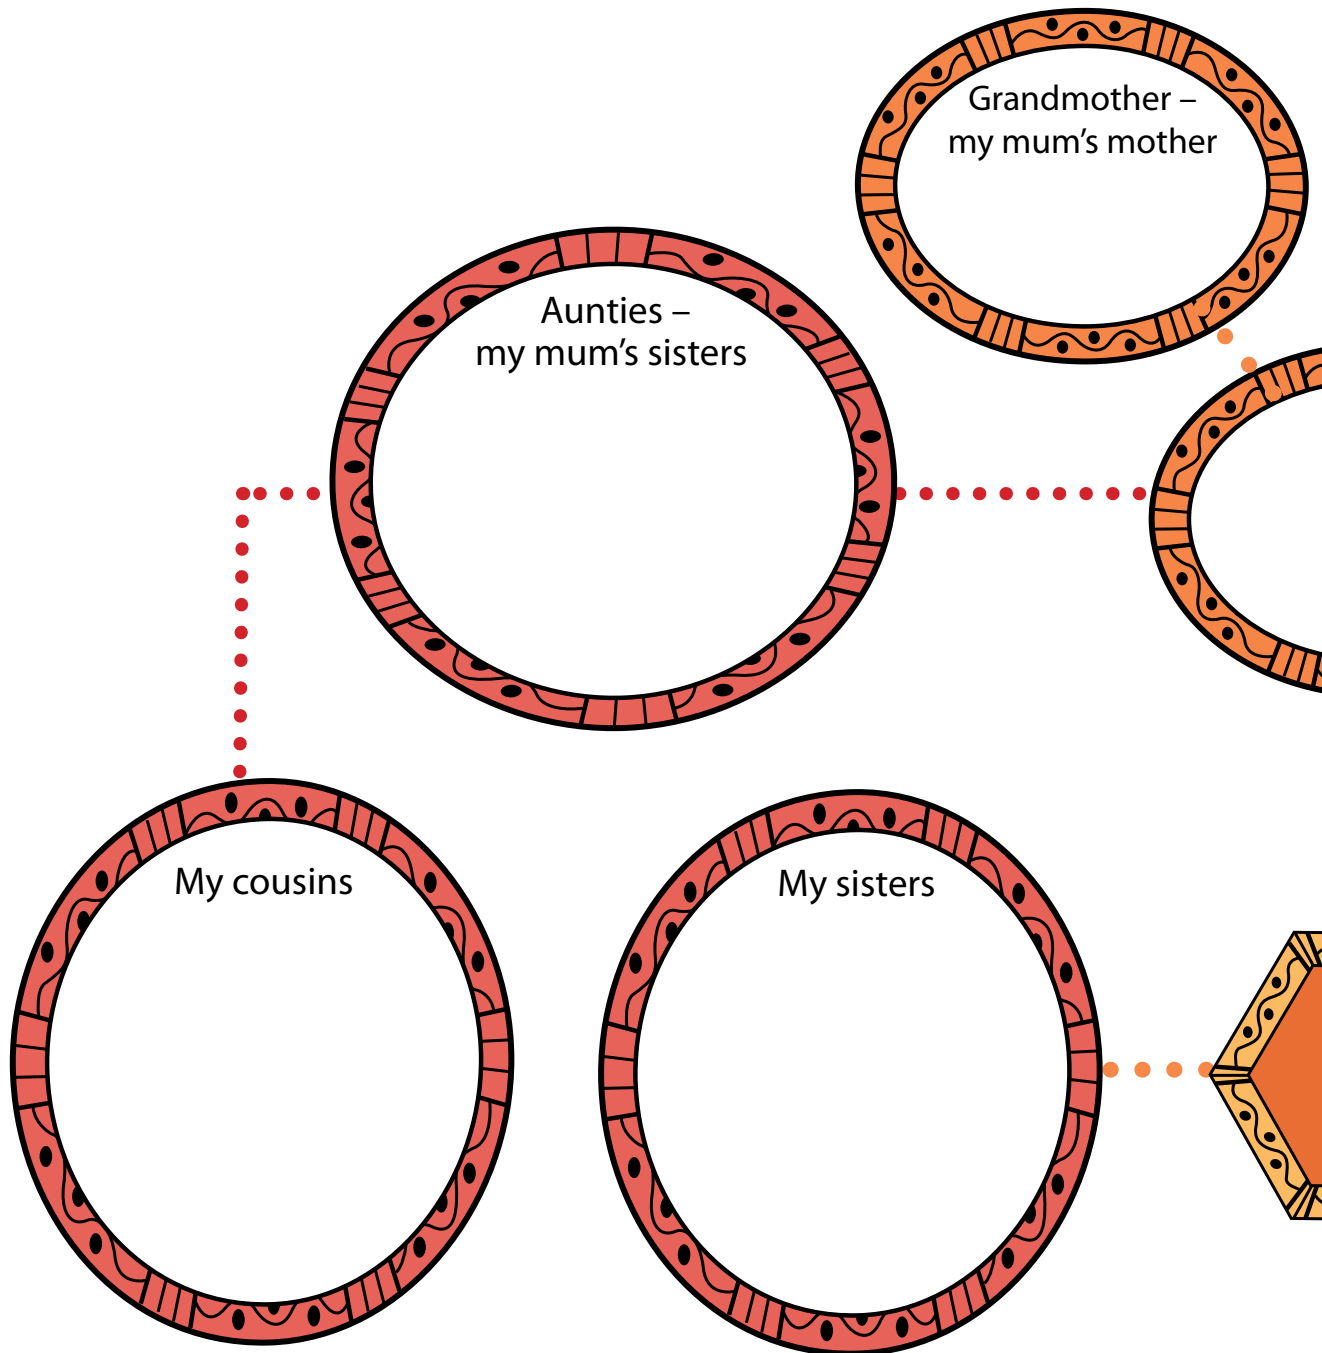 Grandmother –
my mum's mother
Aunties –
my mum's sisters
My cousins
My sisters